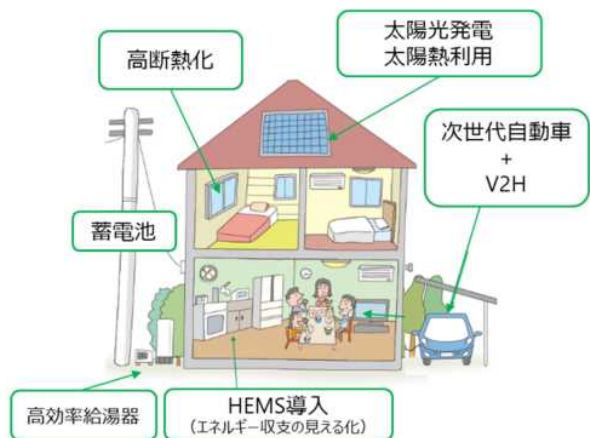 高断熱化
太陽光発電
太陽熱利用
次世代自動車
+
V2H
蓄電池
高効率給湯器
HEMS導入
（エネルギー収支の見える化）